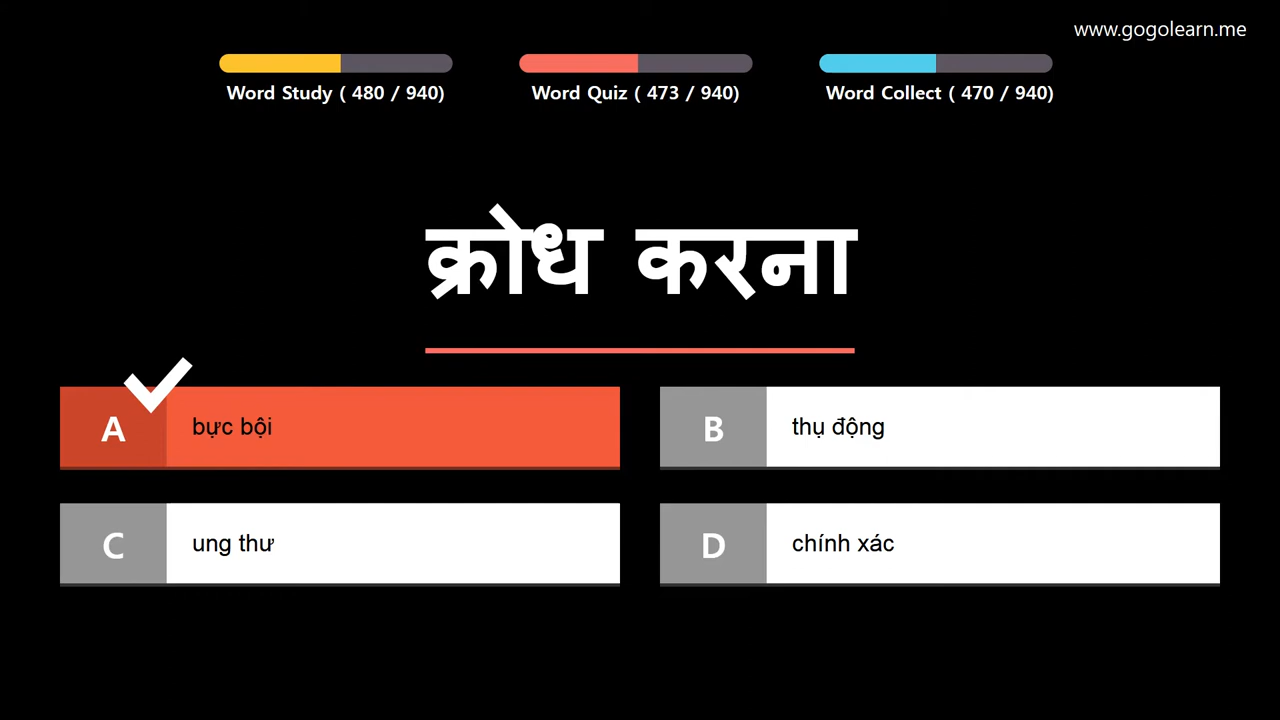 www.gogolearn.me
Word Study ( 480 / 940)
Word Quiz ( 473 / 940)
Word Collect ( 470 / 940)
क्रोध करना
A bực bội
B thụ động
C ung thư
D chính xác